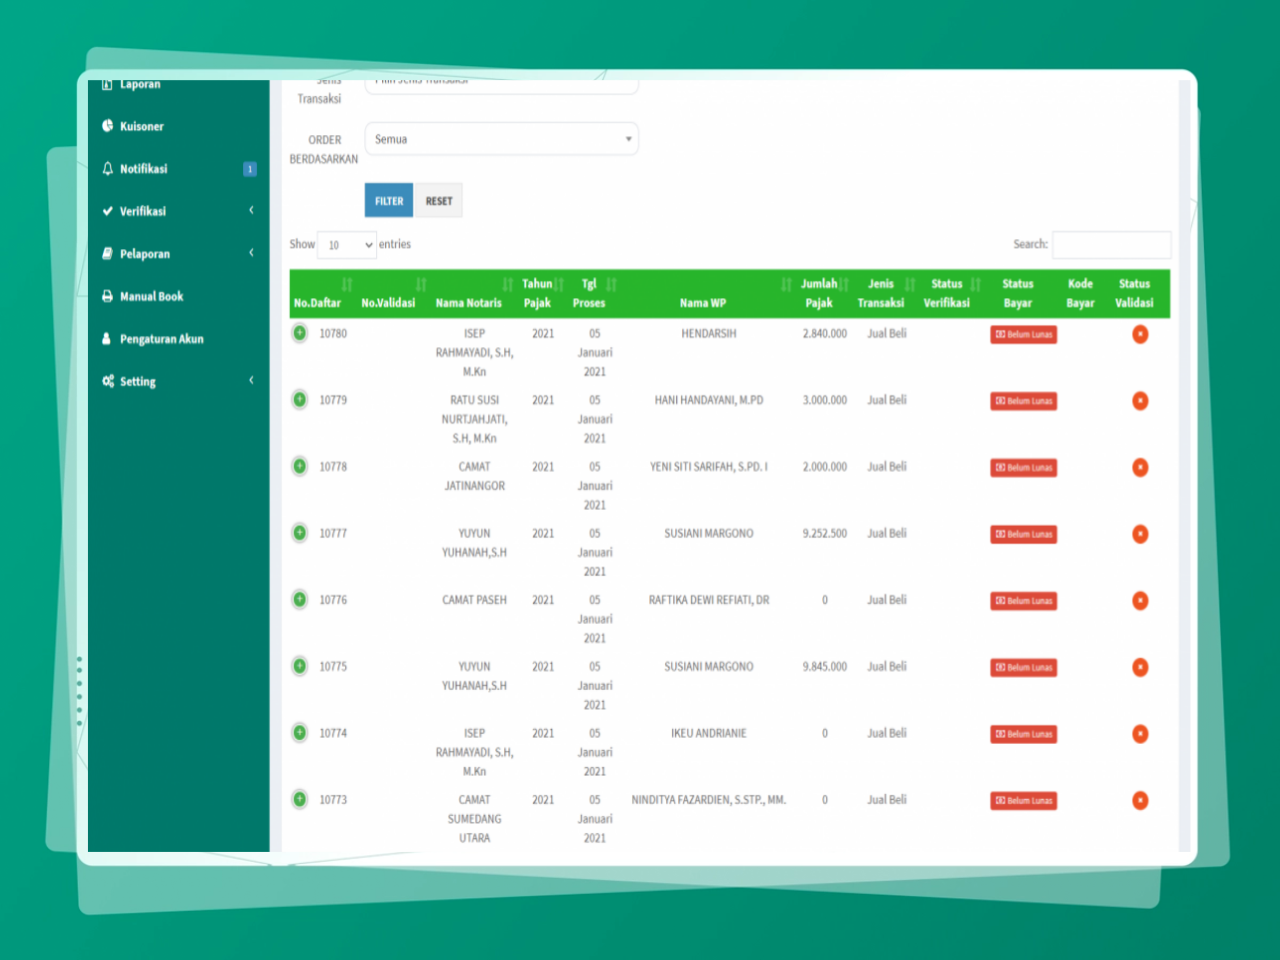 Laporan
Kuisoner
Notifikasi 1
Verifikasi
Pelaporan
Manual Book
Pengaturan Akun
Setting
Jenis
Transaksi
Pilih Jenis Transaksi
ORDER
BERDASARKAN
Semua
FILTER RESET
Show 10 entries
Search:
Tahun Tgl Jumlah Jenis Status Status Kode Status
No.Daftar No.Validasi Nama Notaris Pajak Proses Nama WP Pajak Transaksi Verifikasi Bayar Bayar Validasi
10780 ISEP 2021 05 HENDARSIH 2.840.000 Jual Beli Belum Lunas
RAHMAYADI, S.H, Januari
M.Kn 2021
10779 RATU SUSI 2021 05 HANI HANDAYANI, M.PD 3.000.000 Jual Beli Belum Lunas
NURTJAHJATI, Januari
S.H, M.Kn 2021
10778 CAMAT 2021 05 YENI SITI SARIFAH, S.PD. I 2.000.000 Jual Beli Belum Lunas
JATINANGOR Januari
2021
10777 YUYUN 2021 05 SUSIANI MARGONO 9.252.500 Jual Beli Belum Lunas
YUHANAH,S.H Januari
2021
10776 CAMAT PASEH 2021 05 RAFTIKA DEWI REFIATI, DR 0 Jual Beli Belum Lunas
Januari
2021
10775 YUYUN 2021 05 SUSIANI MARGONO 9.845.000 Jual Beli Belum Lunas
YUHANAH,S.H Januari
2021
10774 ISEP 2021 05 IKEU ANDRIANIE 0 Jual Beli Belum Lunas
RAHMAYADI, S.H, Januari
M.Kn 2021
10773 CAMAT 2021 05 NINDITYA FAZARDIEN, S.STP., MM. 0 Jual Beli Belum Lunas
SUMEDANG Januari
UTARA 2021